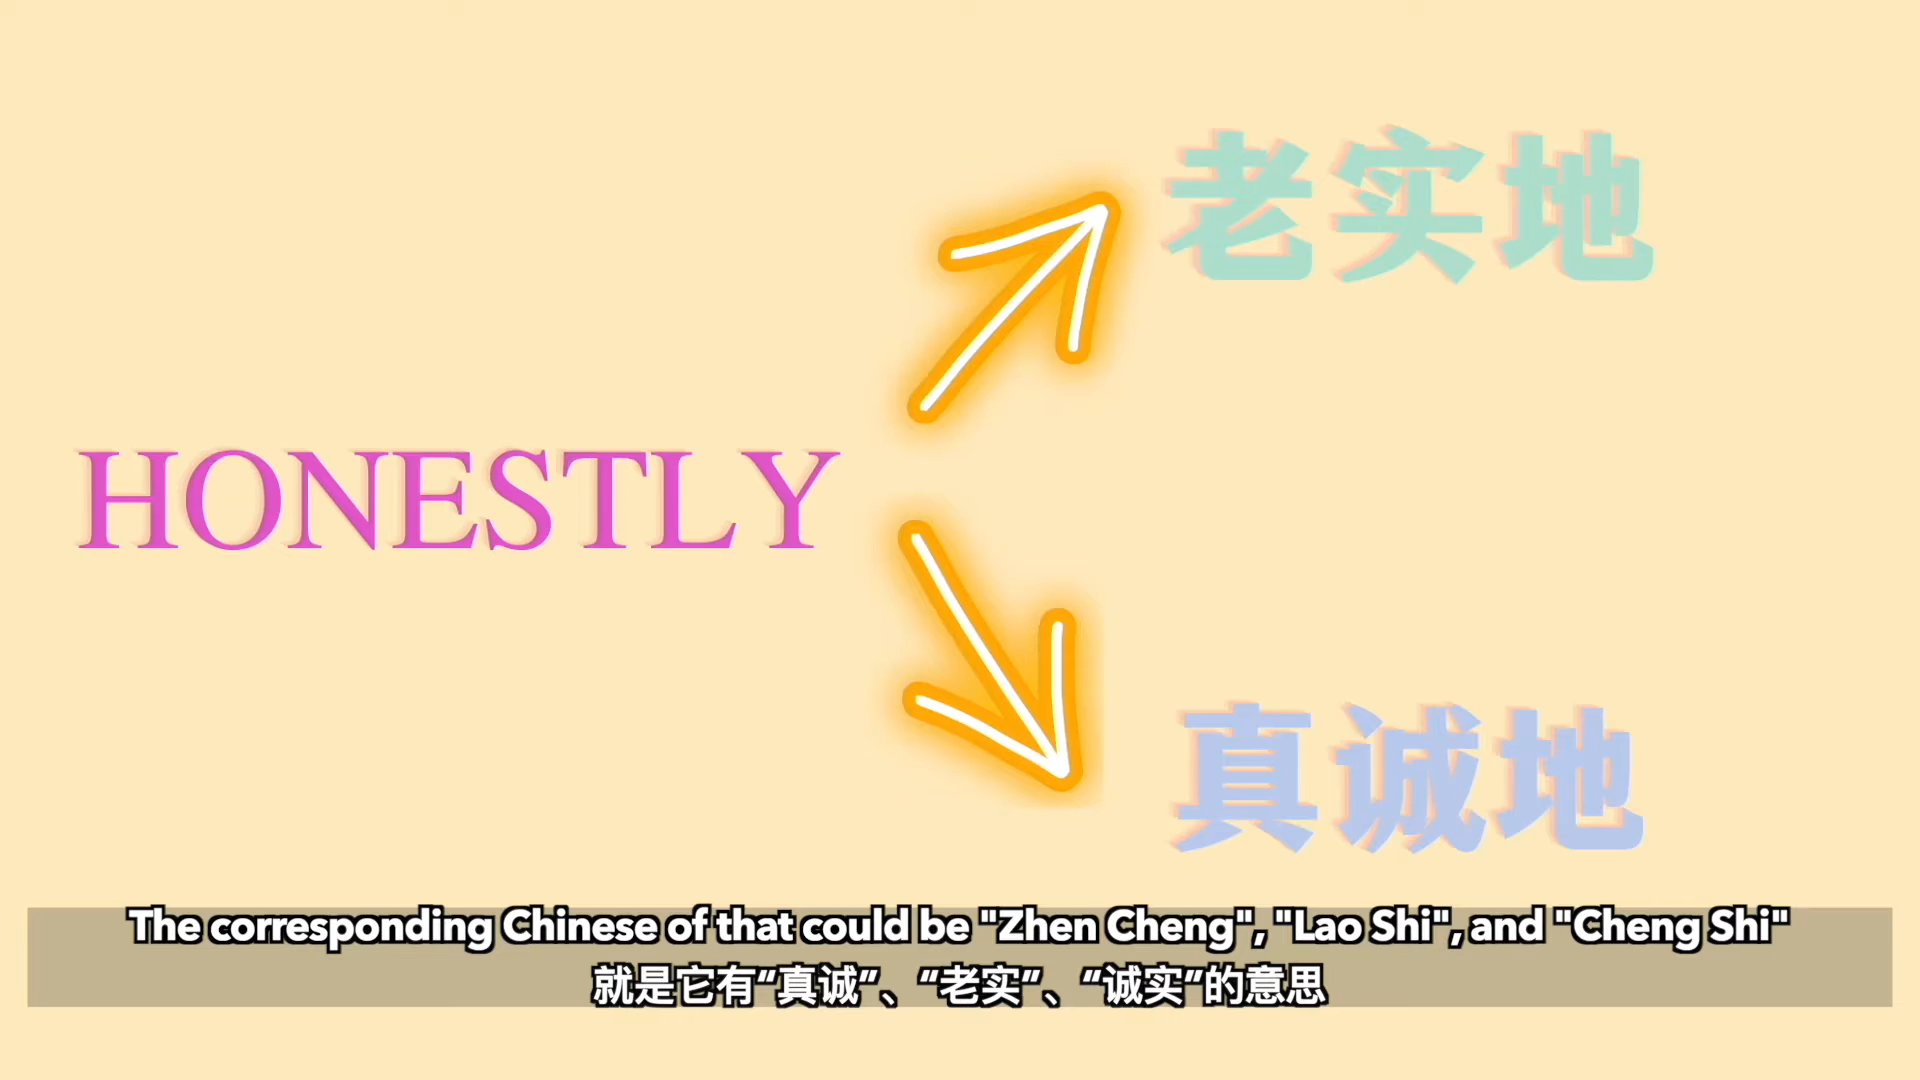 老实地
HONESTLY
真诚地
The corresponding Chinese of that could be "Zhen Cheng", "Lao Shi", and "Cheng Shi"
就是它有“真诚”、“老实”、“诚实”的意思